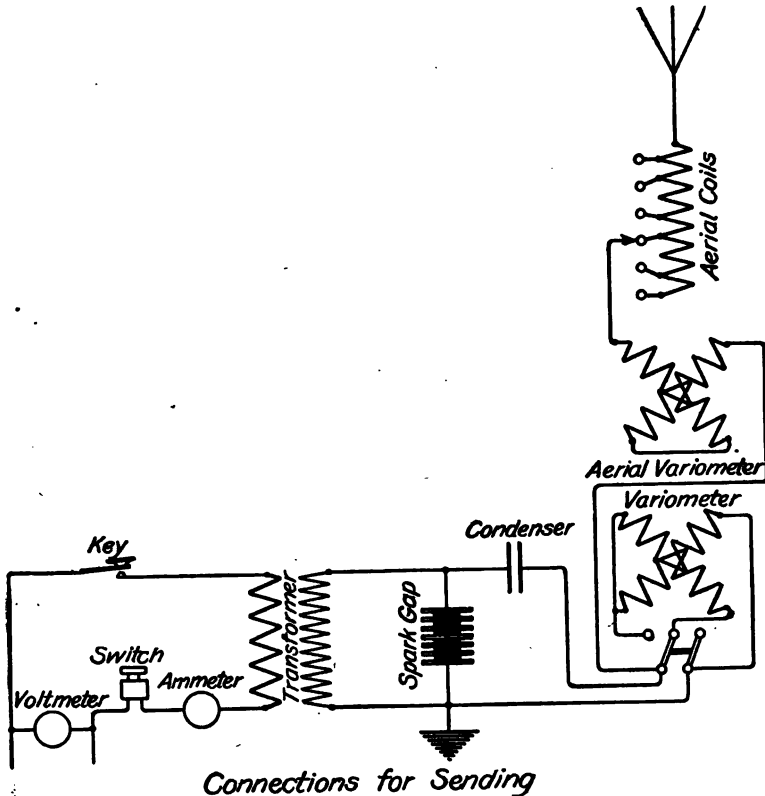 Aerial Coils
Aerial Variometer
Variometer
Condenser
Key
Transformer
Spark Gap
Switch
Ammeter
Voltmeter
Connections for Sending